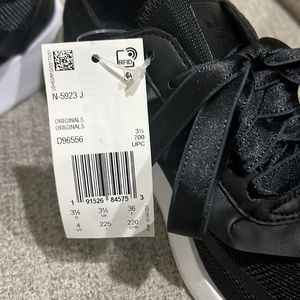 RFID
N-5923 J
ORIGINALS
ORIGINALS
D96556
3½
700
UPC
1 91526 84575 3
3½ 3½ 36
4 225 220